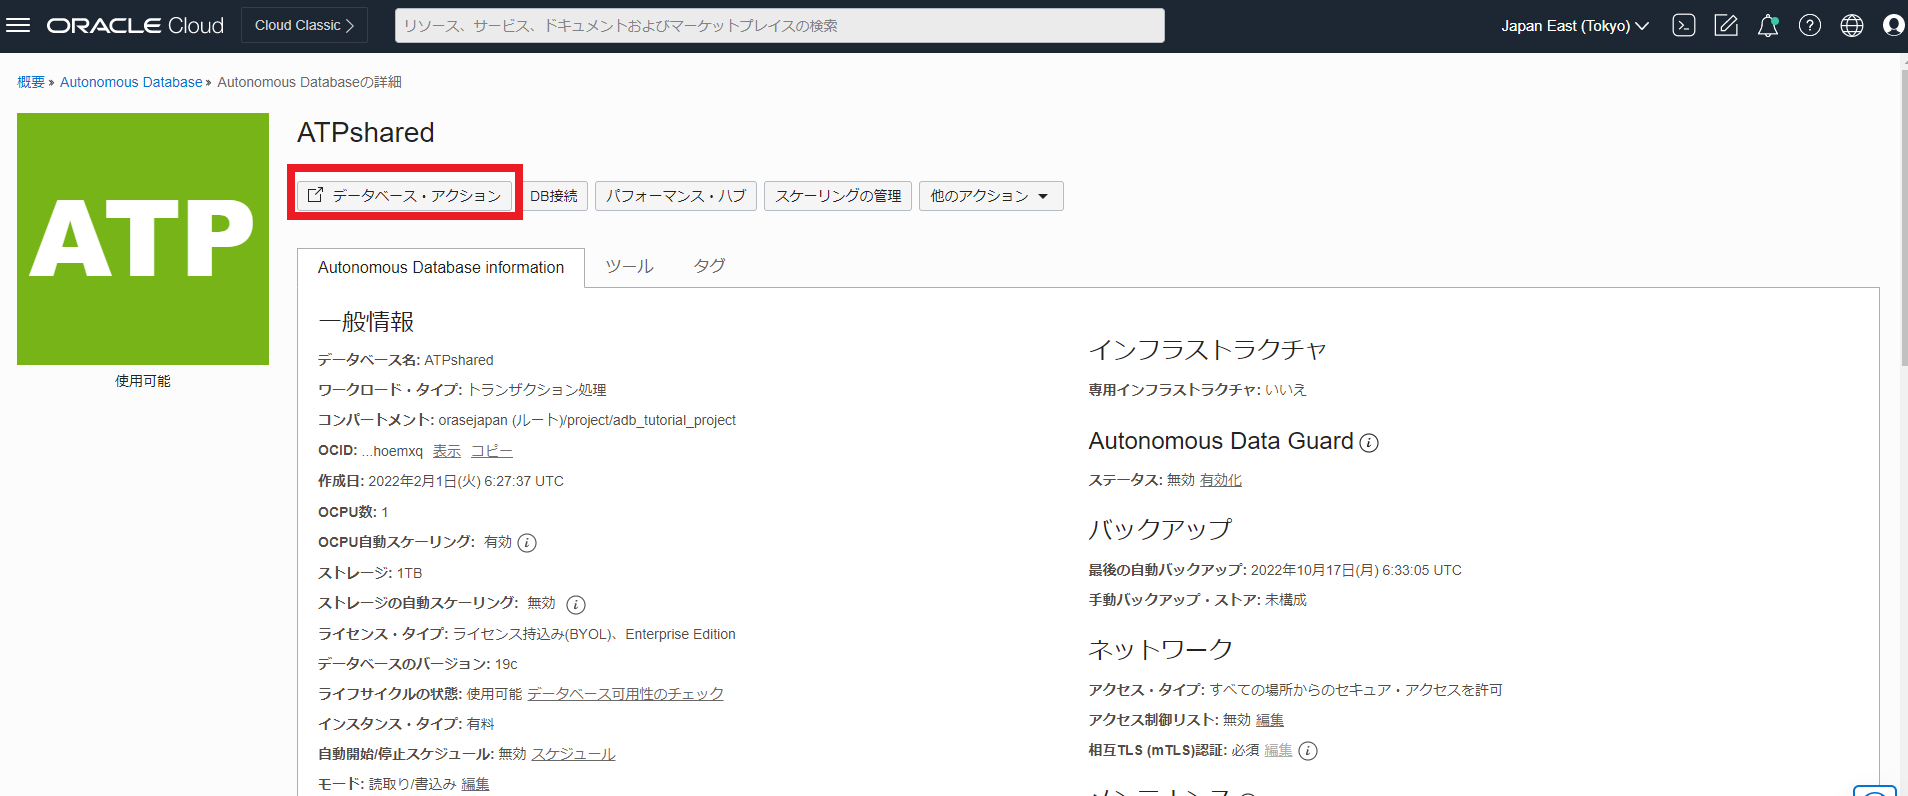 ORACLE Cloud
Cloud Classic
リソース、サービス、ドキュメントおよびマーケットプレイスの検索
Japan East (Tokyo)
概要 » Autonomous Database » Autonomous Databaseの詳細
ATP
使用可能
ATPshared
データベース・アクション
DB接続
パフォーマンス・ハブ
スケーリングの管理
他のアクション
Autonomous Database information
ツール
タグ
一般情報
データベース名: ATPshared
ワークロード・タイプ: トランザクション処理
コンパートメント: orasejapan (ルート)/project/adb_tutorial_project
OCID: ...hoemxq 表示 コピー
作成日: 2022年2月1日(火) 6:27:37 UTC
OCPU数: 1
OCPU自動スケーリング: 有効
ストレージ: 1TB
ストレージの自動スケーリング: 無効
ライセンス・タイプ: ライセンス持込み(BYOL)、Enterprise Edition
データベースのバージョン: 19c
ライフサイクルの状態: 使用可能 データベース可用性のチェック
インスタンス・タイプ: 有料
自動開始/停止スケジュール: 無効 スケジュール
モード: 読取り/書込み 編集
インフラストラクチャ
専用インフラストラクチャ: いいえ
Autonomous Data Guard
ステータス: 無効 有効化
バックアップ
最後の自動バックアップ: 2022年10月17日(月) 6:33:05 UTC
手動バックアップ・ストア: 未構成
ネットワーク
アクセス・タイプ: すべての場所からのセキュア・アクセスを許可
アクセス制御リスト: 無効 編集
相互TLS (mTLS)認証: 必須 編集